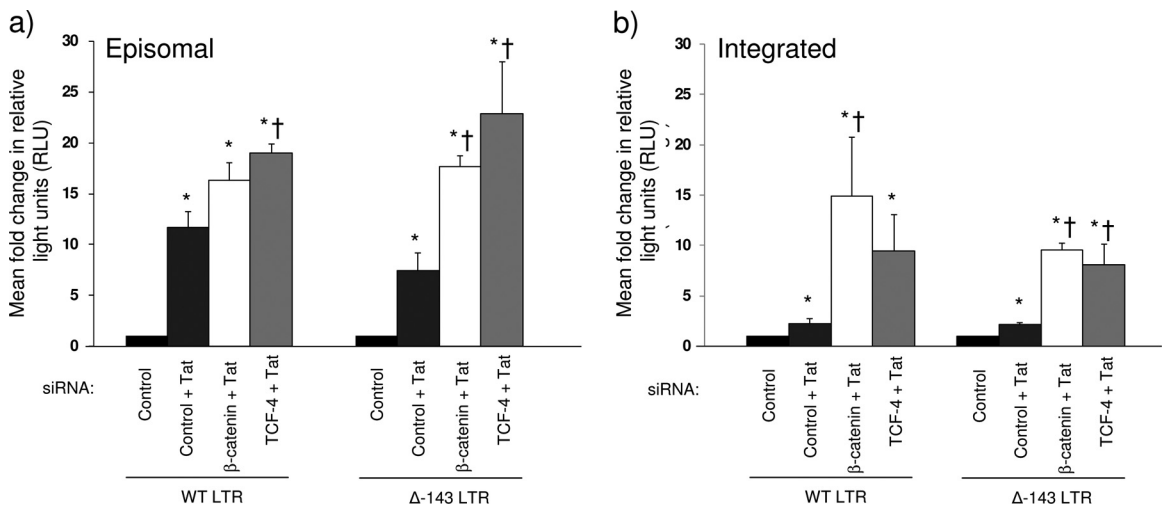 a)
Episomal
Mean fold change in relative
light units (RLU)
30
25
20
15
10
5
0
*
*
* †
*
* †
* †
siRNA:
Control
Control + Tat
β-catenin + Tat
TCF-4 + Tat
Control
Control + Tat
β-catenin + Tat
TCF-4 + Tat
WT LTR
Δ-143 LTR
b)
Integrated
Mean fold change in relative
light units (RLU)
30
25
20
15
10
5
0
*
* †
*
*
* †
* †
siRNA:
Control
Control + Tat
β-catenin + Tat
TCF-4 + Tat
Control
Control + Tat
β-catenin + Tat
TCF-4 + Tat
WT LTR
Δ-143 LTR